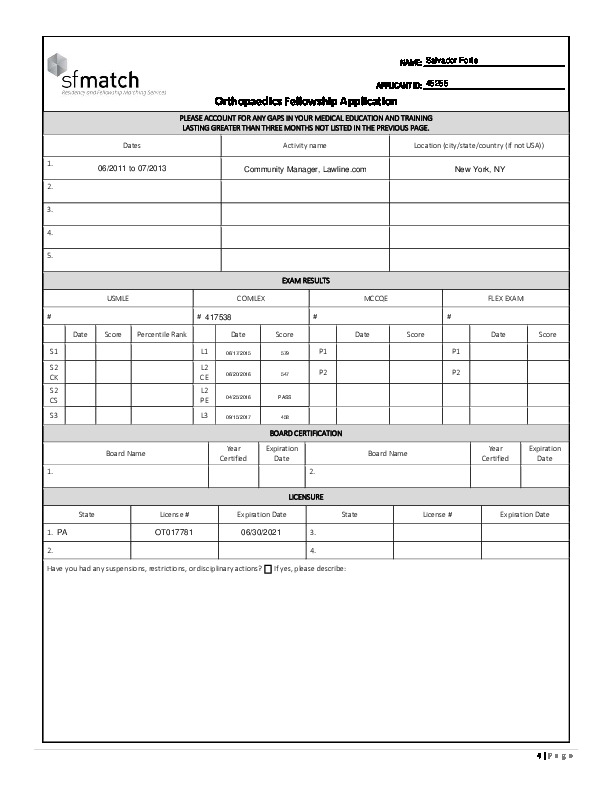 NAME: Salvador Forte
sfmatch
Residency and Fellowship Matching Services
APPLICANT ID: 45255
Orthopaedics Fellowship Application
PLEASE ACCOUNT FOR ANY GAPS IN YOUR MEDICAL EDUCATION AND TRAINING
LASTING GREATER THAN THREE MONTHS NOT LISTED IN THE PREVIOUS PAGE.
Dates Activity name Location (city/state/country (if not USA))
1. 06/2011 to 07/2013 Community Manager, Lawline.com New York, NY
2.
3.
4.
5.
EXAM RESULTS
USMLE COMLEX MCCQE FLEX EXAM
# # 417538 # #
Date Score Percentile Rank Date Score Date Score Date Score
S1 L1 06/17/2015 579 P1 P1
S2 CK L2 CE 06/20/2016 547 P2 P2
S2 CS L2 PE 04/25/2016 PASS
S3 L3 09/15/2017 458
BOARD CERTIFICATION
Board Name Year Certified Expiration Date Board Name Year Certified Expiration Date
1. 2.
LICENSURE
State License # Expiration Date State License # Expiration Date
1. PA OT017781 06/30/2021 3.
2. 4.
Have you had any suspensions, restrictions, or disciplinary actions? If yes, please describe:
4 | Page